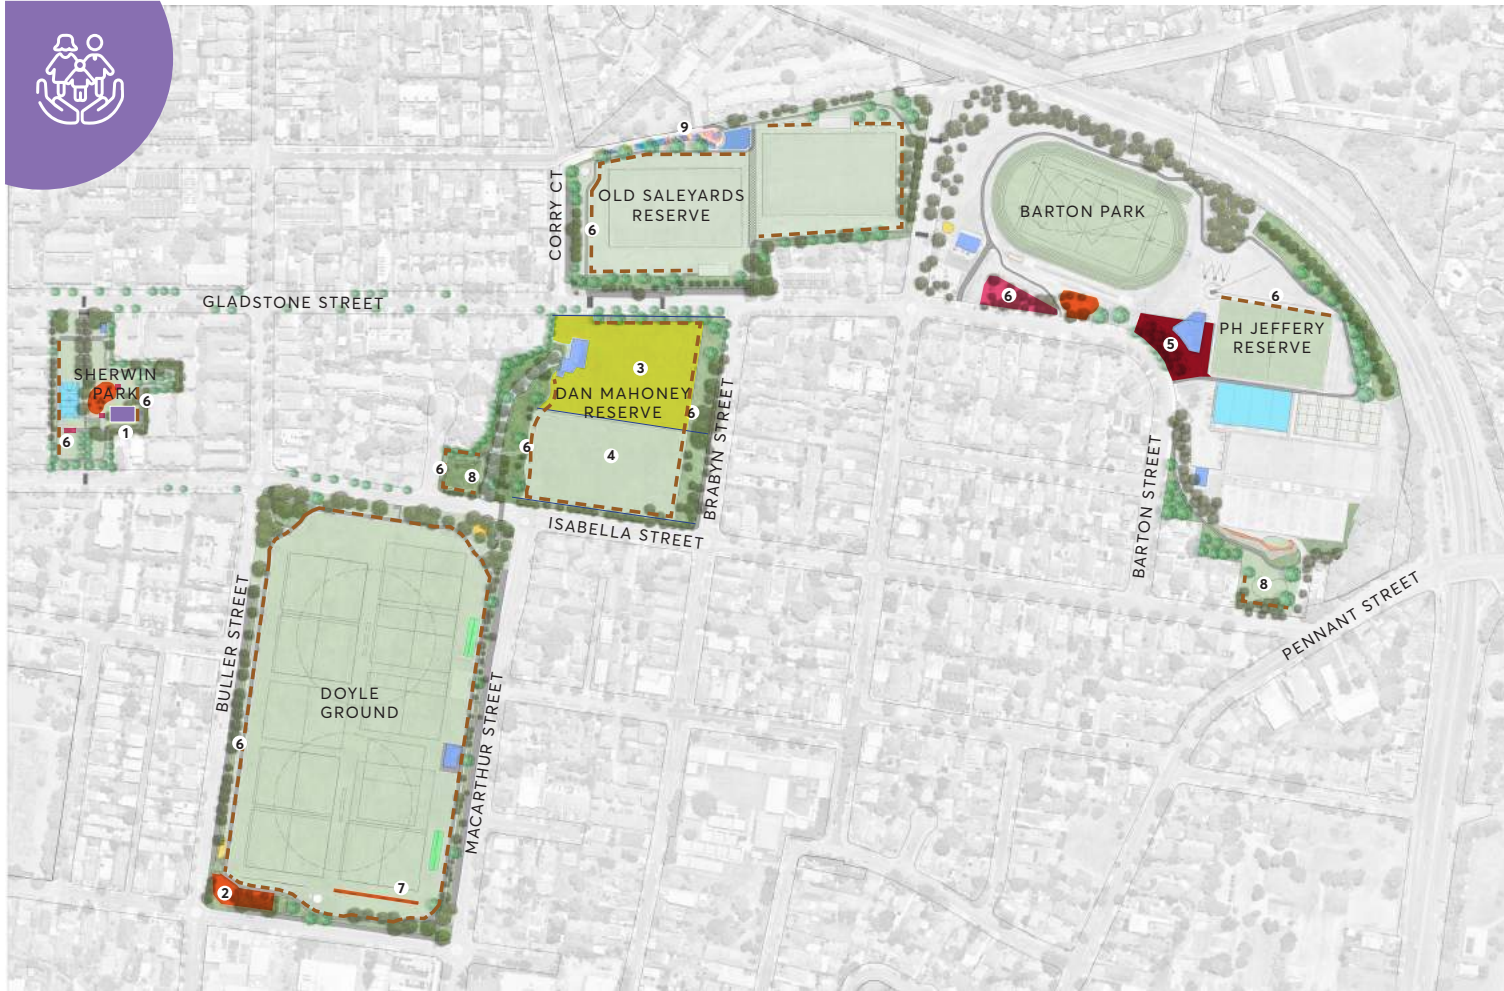 9
OLD SALEYARDS
RESERVE
CORRY CT
6
BARTON PARK
GLADSTONE STREET
6
6
PH JEFFERY
RESERVE
5
SHERWIN
PARK
6
1
6
3
DAN MAHONEY
RESERVE
6
BRABYN STREET
6
4
6
8
ISABELLA STREET
BARTON STREET
8
PENNANT STREET
BULLER STREET
DOYLE
GROUND
6
MACARTHUR STREET
2
7